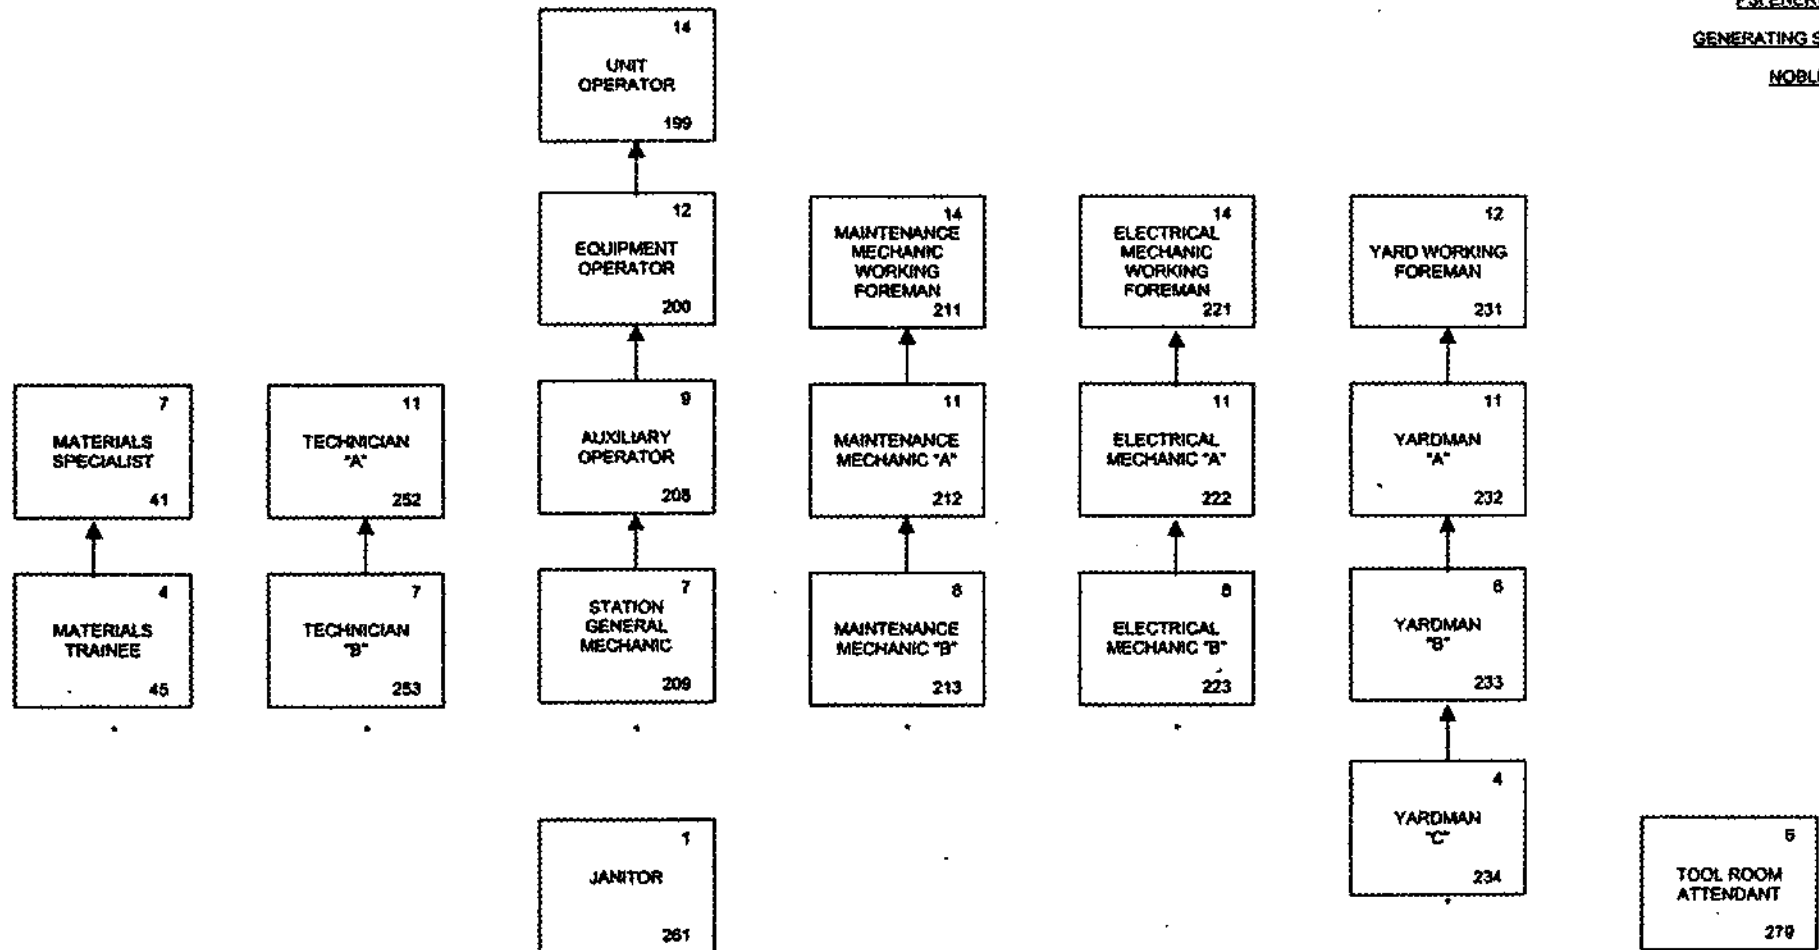 GENERATING S
NOBL
14
UNIT
OPERATOR
199
12
EQUIPMENT
OPERATOR
200
14
MAINTENANCE
MECHANIC
WORKING
FOREMAN
211
14
ELECTRICAL
MECHANIC
WORKING
FOREMAN
221
12
YARD WORKING
FOREMAN
231
7
MATERIALS
SPECIALIST
41
11
TECHNICIAN
"A"
252
9
AUXILIARY
OPERATOR
208
11
MAINTENANCE
MECHANIC "A"
212
11
ELECTRICAL
MECHANIC "A"
222
11
YARDMAN
"A"
232
4
MATERIALS
TRAINEE
45
7
TECHNICIAN
"B"
253
7
STATION
GENERAL
MECHANIC
209
8
MAINTENANCE
MECHANIC "B"
213
8
ELECTRICAL
MECHANIC "B"
223
6
YARDMAN
"B"
233
4
YARDMAN
"C"
234
1
JANITOR
261
TOOL ROOM
ATTENDANT
279